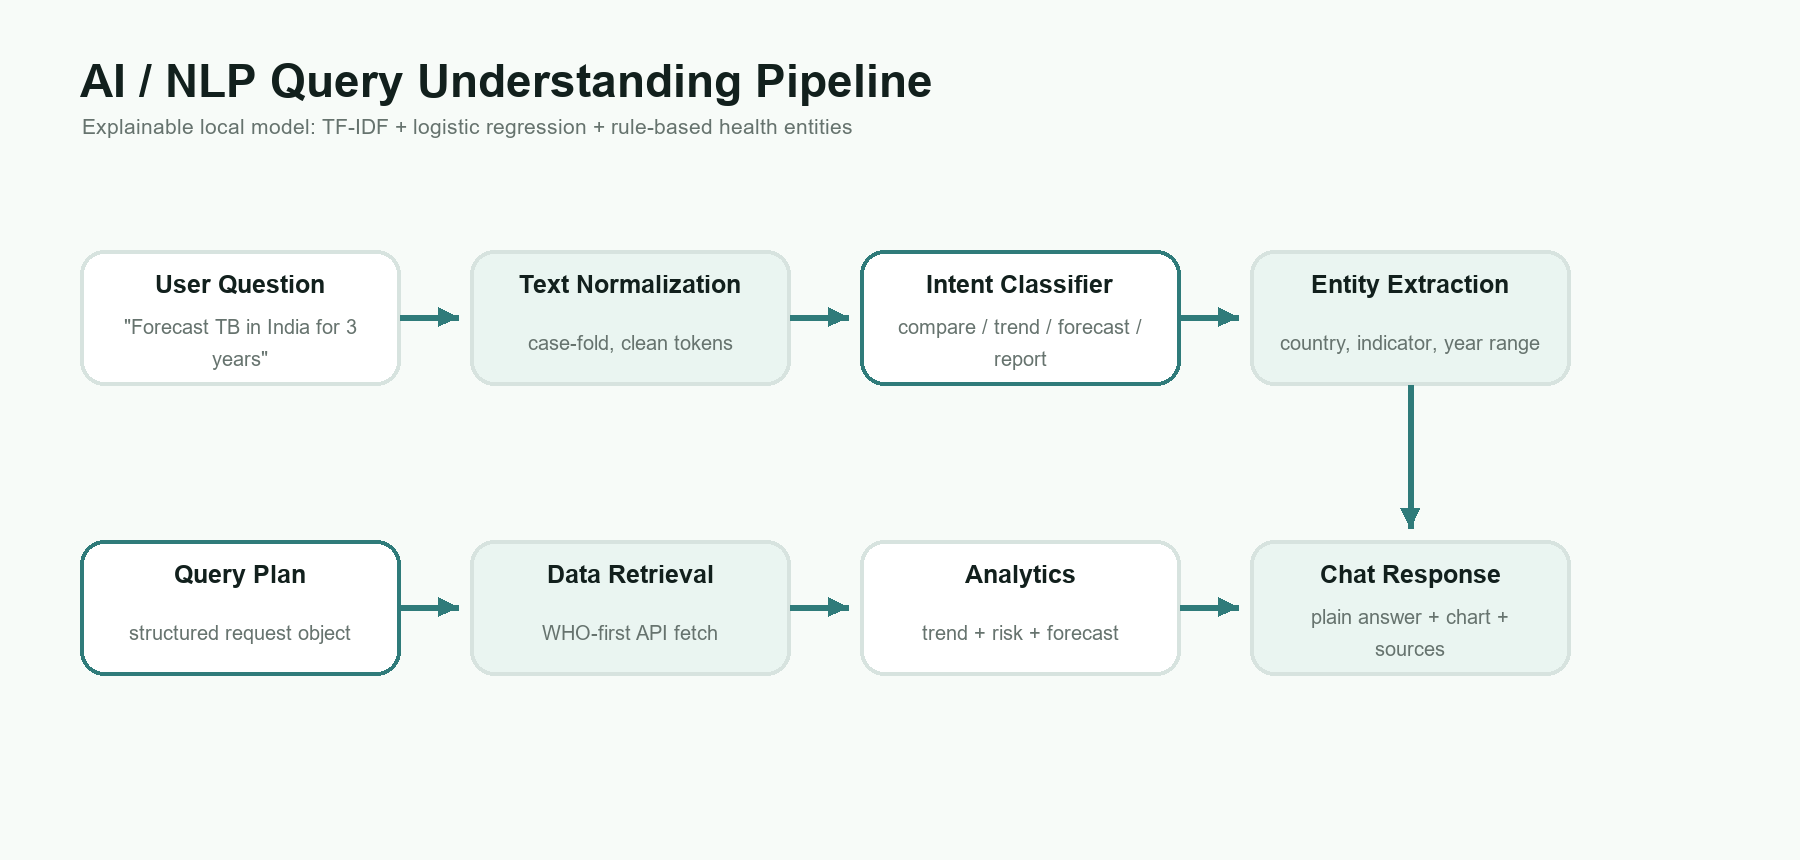 AI / NLP Query Understanding Pipeline
Explainable local model: TF-IDF + logistic regression + rule-based health entities
User Question
"Forecast TB in India for 3
years"
Text Normalization
case-fold, clean tokens
Intent Classifier
compare / trend / forecast /
report
Entity Extraction
country, indicator, year range
Query Plan
structured request object
Data Retrieval
WHO-first API fetch
Analytics
trend + risk + forecast
Chat Response
plain answer + chart +
sources